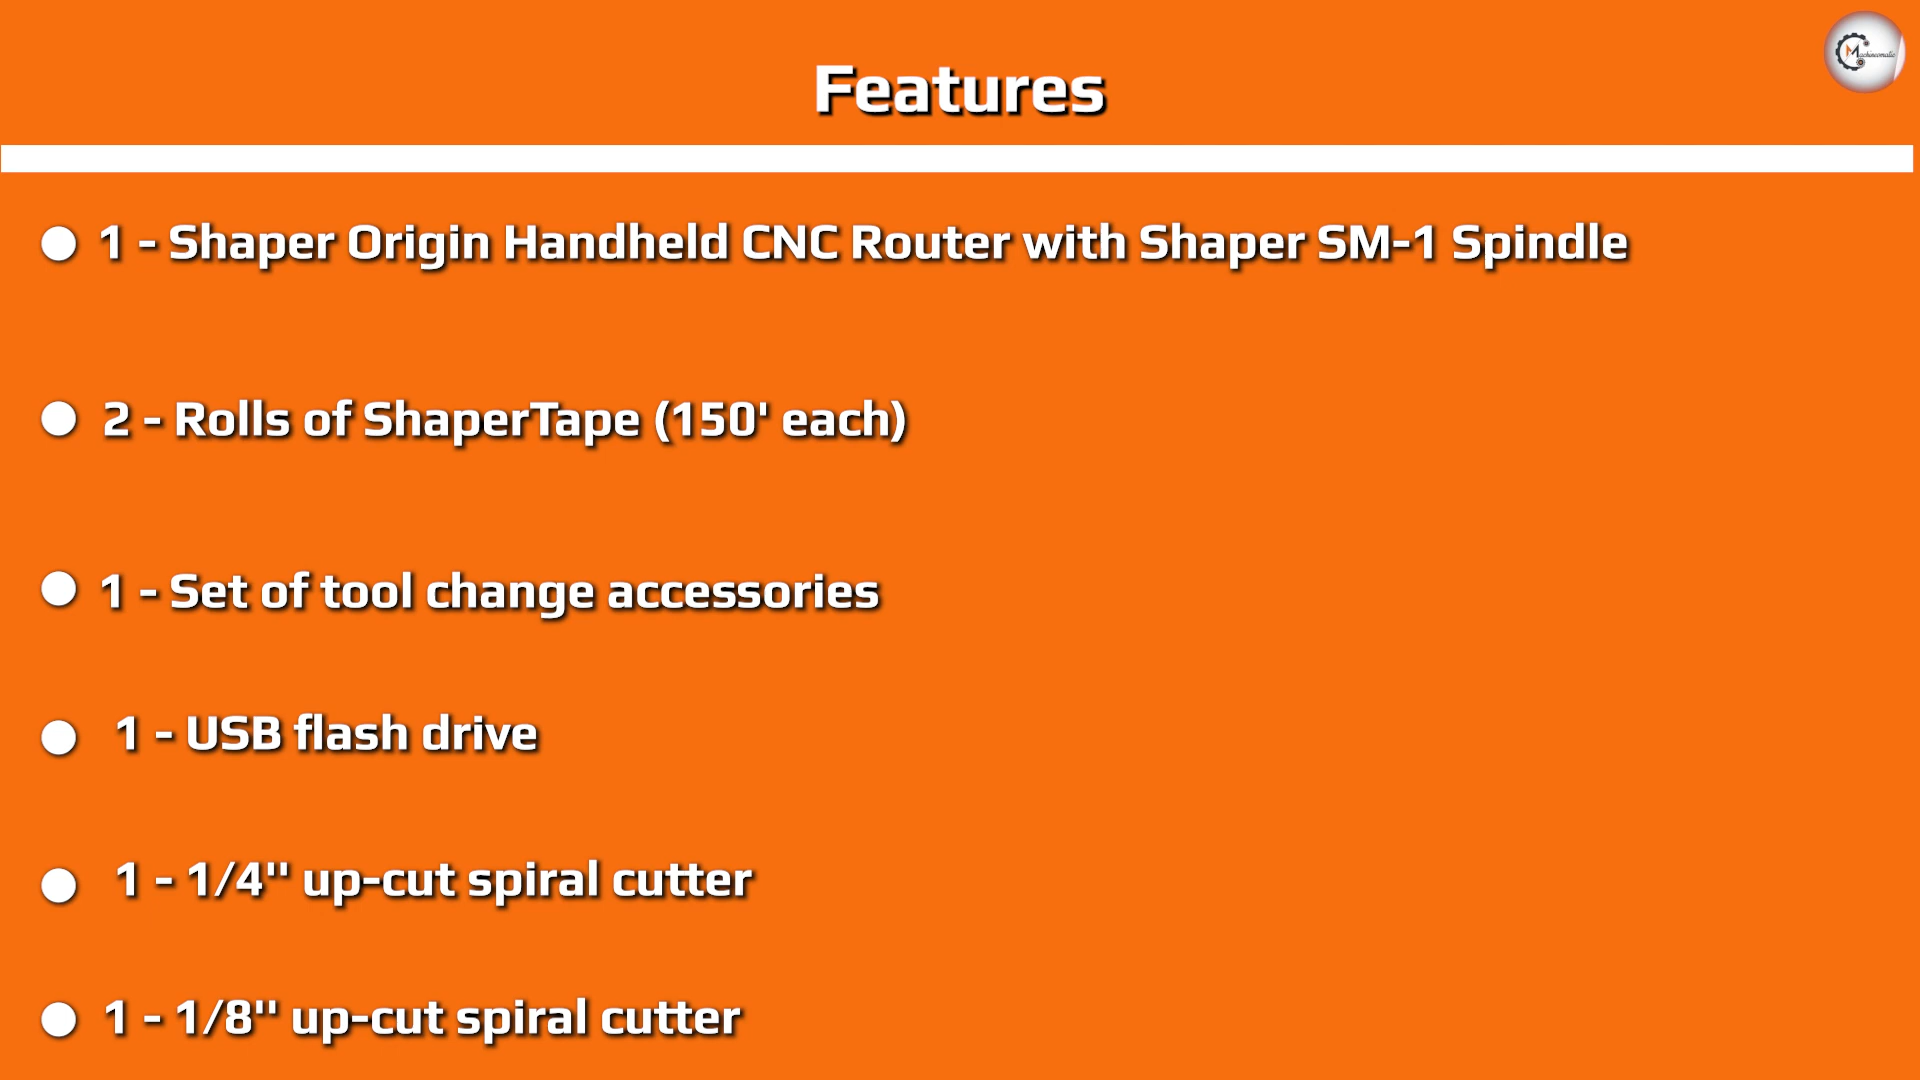 Machineomatic
Features
1 - Shaper Origin Handheld CNC Router with Shaper SM-1 Spindle
2 - Rolls of ShaperTape (150' each)
1 - Set of tool change accessories
1 - USB flash drive
1 - 1/4" up-cut spiral cutter
1 - 1/8" up-cut spiral cutter